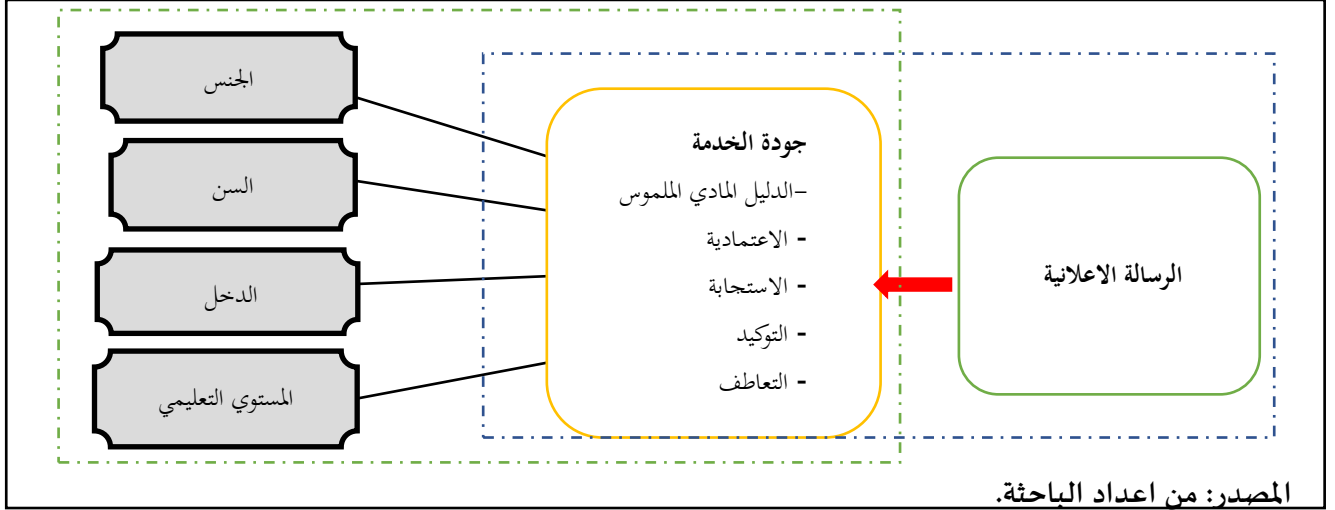 الرسالة الاعلانية
جودة الخدمة
-الدليل المادي الملموس
- الاعتمادية
- الاستجابة
- التوكيد
- التعاطف
الجنس
السن
الدخل
المستوي التعليمي
المصدر: من اعداد الباحثة.